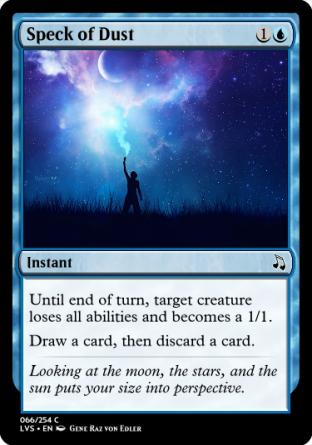 Speck of Dust 1
Instant
Until end of turn, target creature
loses all abilities and becomes a 1/1.
Draw a card, then discard a card.
Looking at the moon, the stars, and the
sun puts your size into perspective.
066/254 C
LVS • EN Gene Raz von Edler